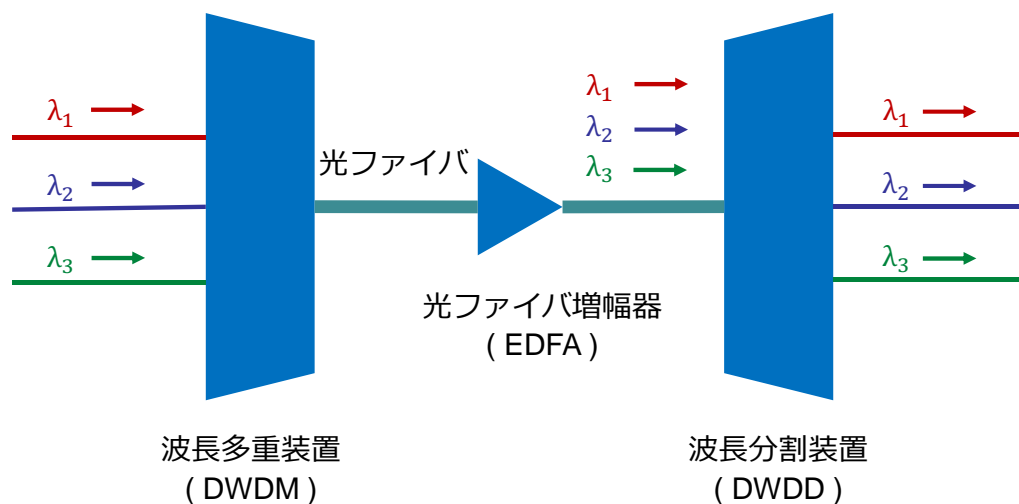 λ₁
λ₂
λ₃
光ファイバ
λ₁
λ₂
λ₃
光ファイバ増幅器
( EDFA )
λ₁
λ₂
λ₃
波長多重装置
( DWDM )
波長分割装置
( DWDD )